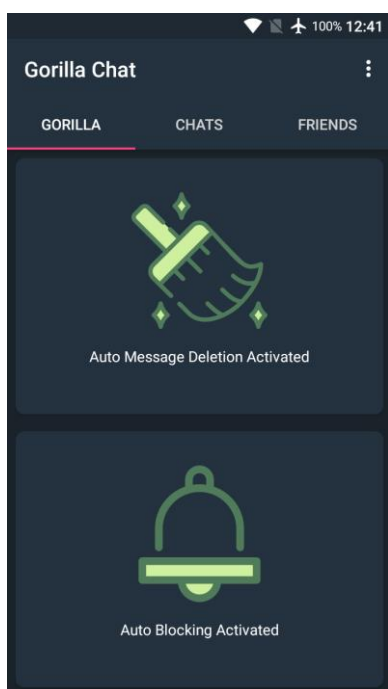 100% 12:41
Gorilla Chat
GORILLA CHATS FRIENDS
Auto Message Deletion Activated
Auto Blocking Activated